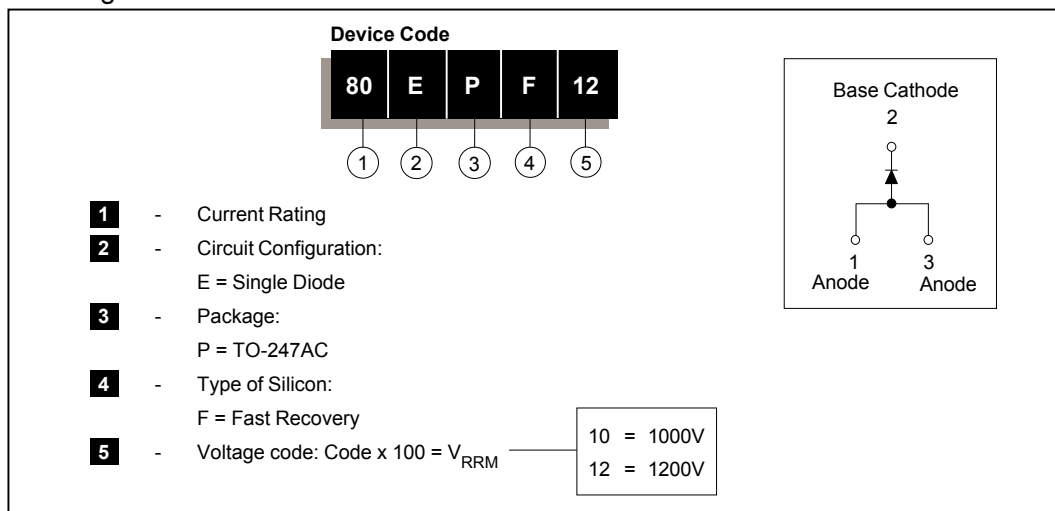 Device Code
80 E P F 12
1 2 3 4 5
1 - Current Rating
2 - Circuit Configuration:
E = Single Diode
3 - Package:
P = TO-247AC
4 - Type of Silicon:
F = Fast Recovery
5 - Voltage code: Code x 100 = VRRM
10 = 1000V
12 = 1200V
Base Cathode
2
1 3
Anode Anode